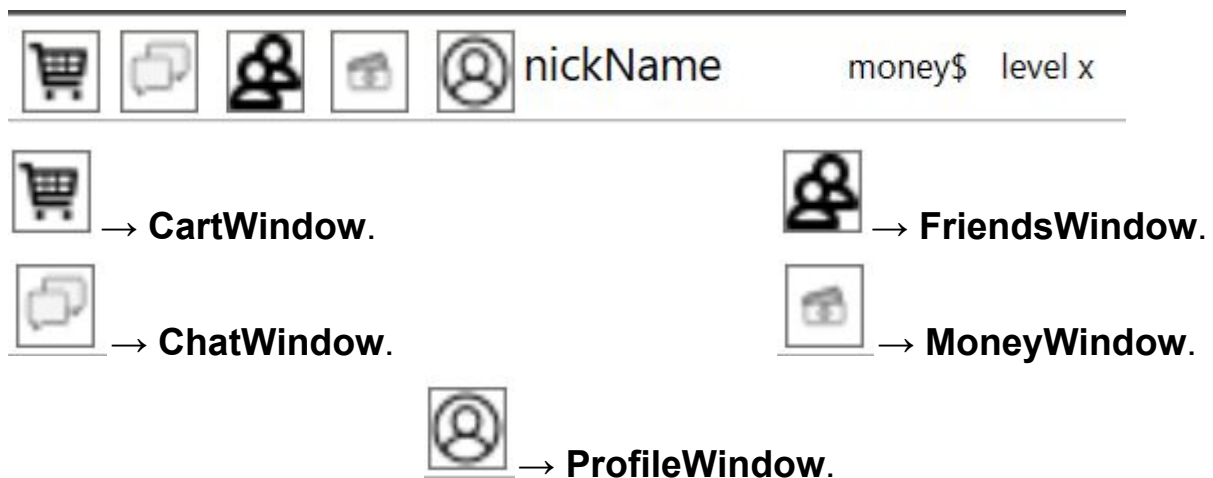 nickName money$ level x
→ CartWindow. → FriendsWindow.
→ ChatWindow. → MoneyWindow.
→ ProfileWindow.